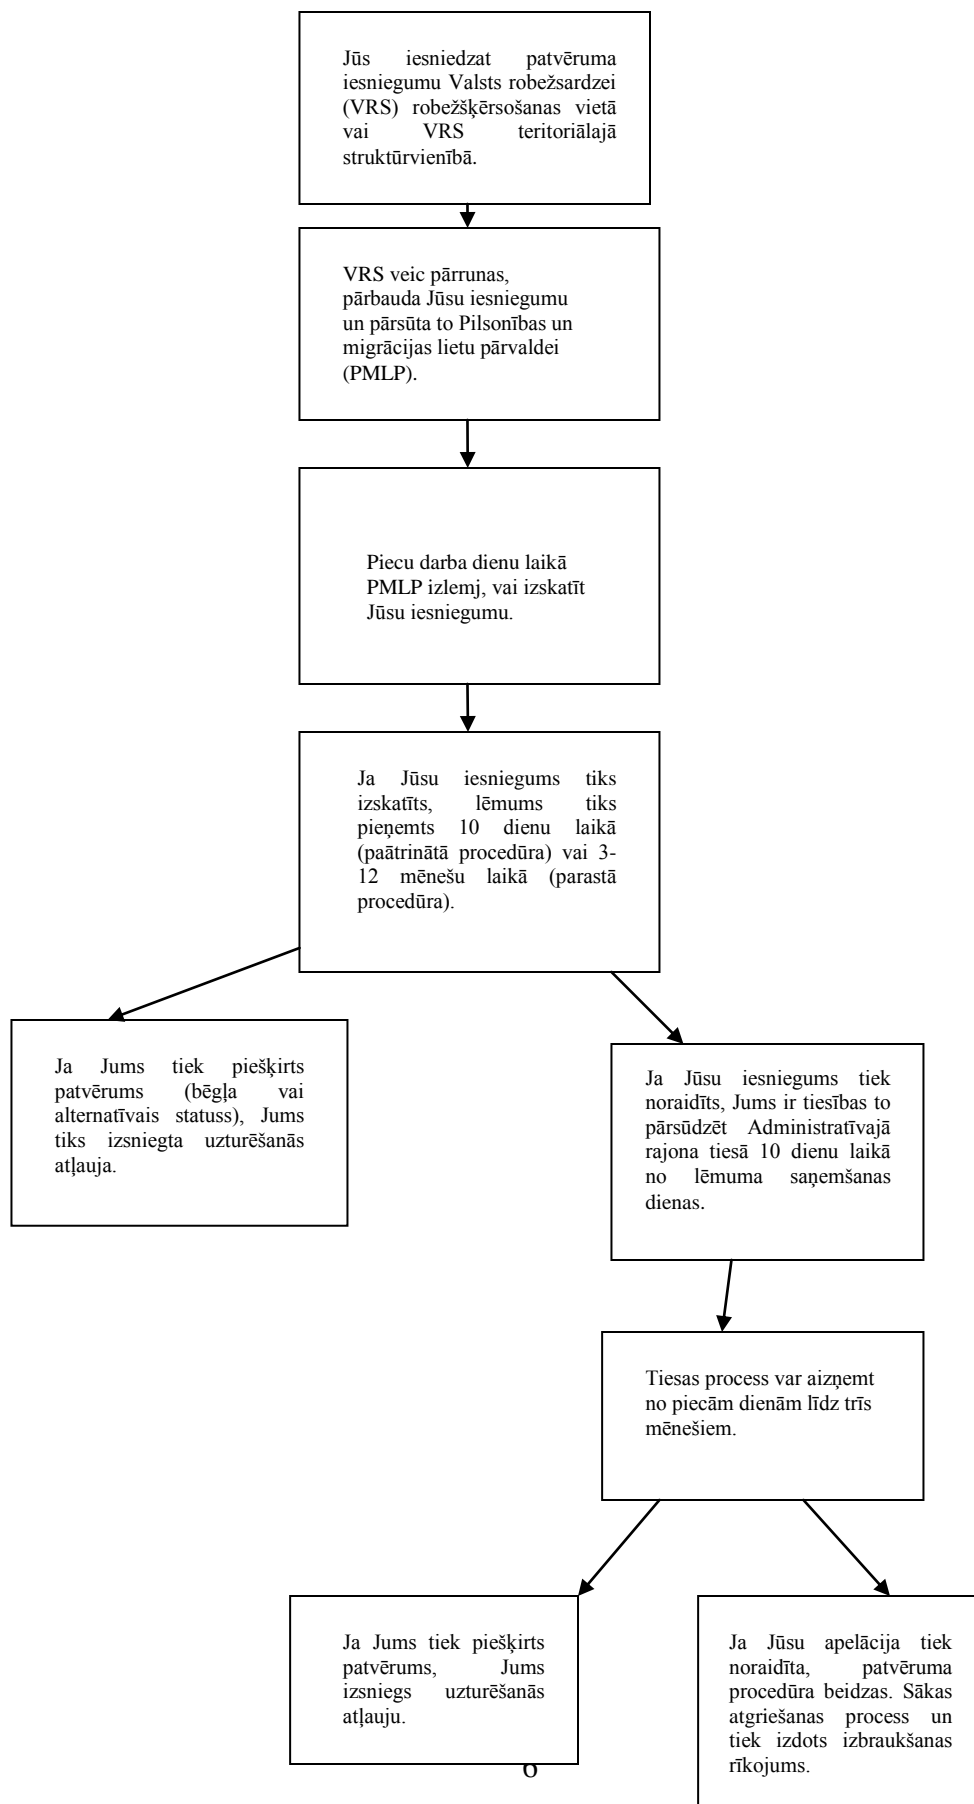 Jūs iesniedzat patvēruma
iesniegumu Valsts robežsardzei
(VRS) robežšķērsošanas vietā
vai VRS teritoriālajā
struktūrvienībā.
VRS veic pārrunas,
pārbauda Jūsu iesniegumu
un pārsūta to Pilsonības un
migrācijas lietu pārvaldei
(PMLP).
Piecu darba dienu laikā
PMLP izlemj, vai izskatīt
Jūsu iesniegumu.
Ja Jūsu iesniegums tiks
izskatīts, lēmums tiks
pieņemts 10 dienu laikā
(paātrinātā procedūra) vai 3-
12 mēnešu laikā (parastā
procedūra).
Ja Jums tiek piešķirts
patvērums (bēgļa vai
alternatīvais statuss), Jums
tiks izsniegta uzturēšanās
atļauja.
Ja Jūsu iesniegums tiek
noraidīts, Jums ir tiesības to
pārsūdzēt Administratīvajā
rajona tiesā 10 dienu laikā
no lēmuma saņemšanas
dienas.
Tiesas process var aizņemt
no piecām dienām līdz trīs
mēnešiem.
Ja Jums tiek piešķirts
patvērums, Jums
izsniegs uzturēšanās
atļauju.
Ja Jūsu apelācija tiek
noraidīta, patvēruma
procedūra beidzas. Sākas
atgriešanas process un
tiek izdots izbraukšanas
rīkojums.
6